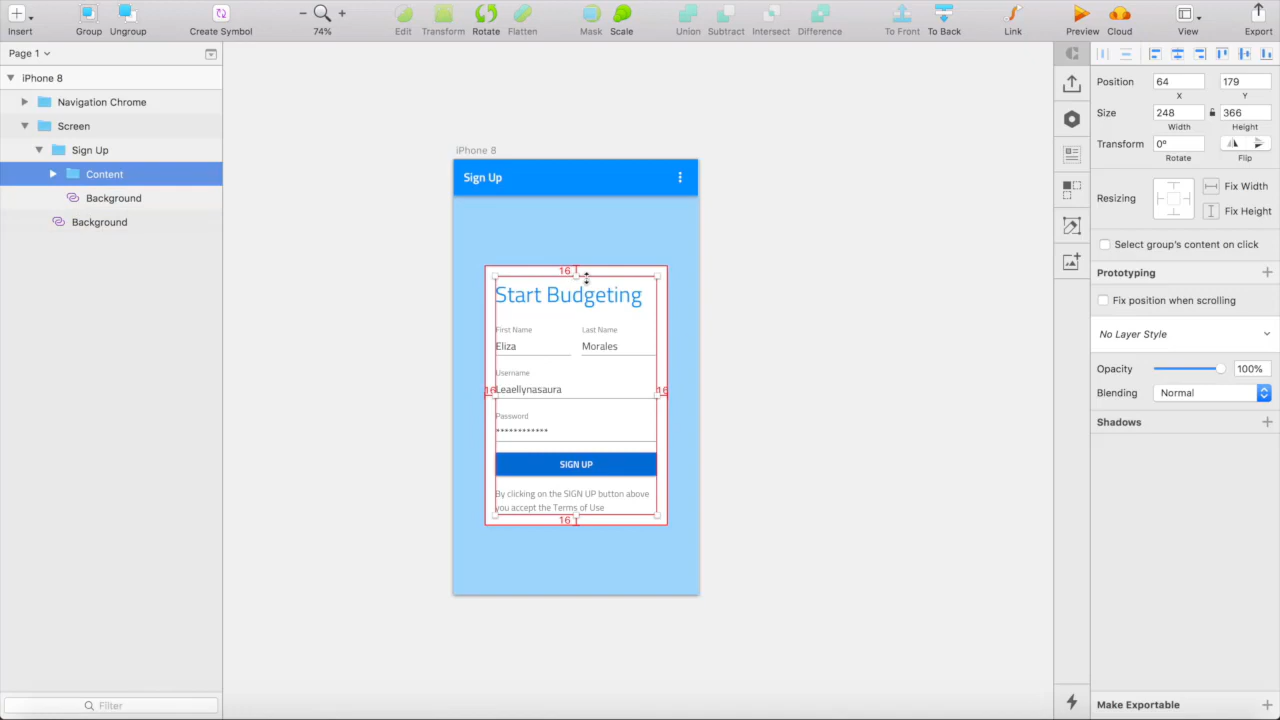 Insert
Group
Ungroup
Create Symbol
74%
Edit
Transform
Rotate
Flatten
Mask
Scale
Union
Subtract
Intersect
Difference
To Front
To Back
Link
Preview
Cloud
View
Export
Page 1
iPhone 8
Navigation Chrome
Screen
Sign Up
Content
Background
Background
Filter
iPhone 8
Sign Up
16
Start Budgeting
First Name
Last Name
Eliza
Morales
Username
16
Leaellynasaura
16
Password
************
SIGN UP
By clicking on the SIGN UP button above
you accept the Terms of Use
16
Position
64
179
X
Y
Size
248
366
Width
Height
Transform
0°
Rotate
Flip
Resizing
Fix Width
Fix Height
Select group's content on click
Prototyping
Fix position when scrolling
No Layer Style
Opacity
100%
Blending
Normal
Shadows
Make Exportable